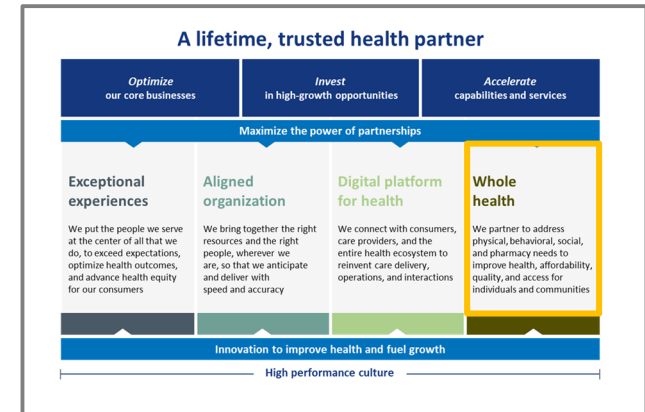 A lifetime, trusted health partner
Optimize
our core businesses
Invest
in high-growth opportunities
Accelerate
capabilities and services
Maximize the power of partnerships
Exceptional
experiences
We put the people we serve
at the center of all that we
do, to exceed expectations,
optimize health outcomes,
and advance health equity
for our consumers
Aligned
organization
We bring together the right
resources and the right
people, wherever we
are, so that we anticipate
and deliver with
speed and accuracy
Digital platform
for health
We connect with consumers,
care providers, and the
entire health ecosystem to
reinvent care delivery,
operations, and interactions
Whole
health
We partner to address
physical, behavioral, social,
and pharmacy needs to
improve health, affordability,
quality, and access for
individuals and communities
Innovation to improve health and fuel growth
High performance culture